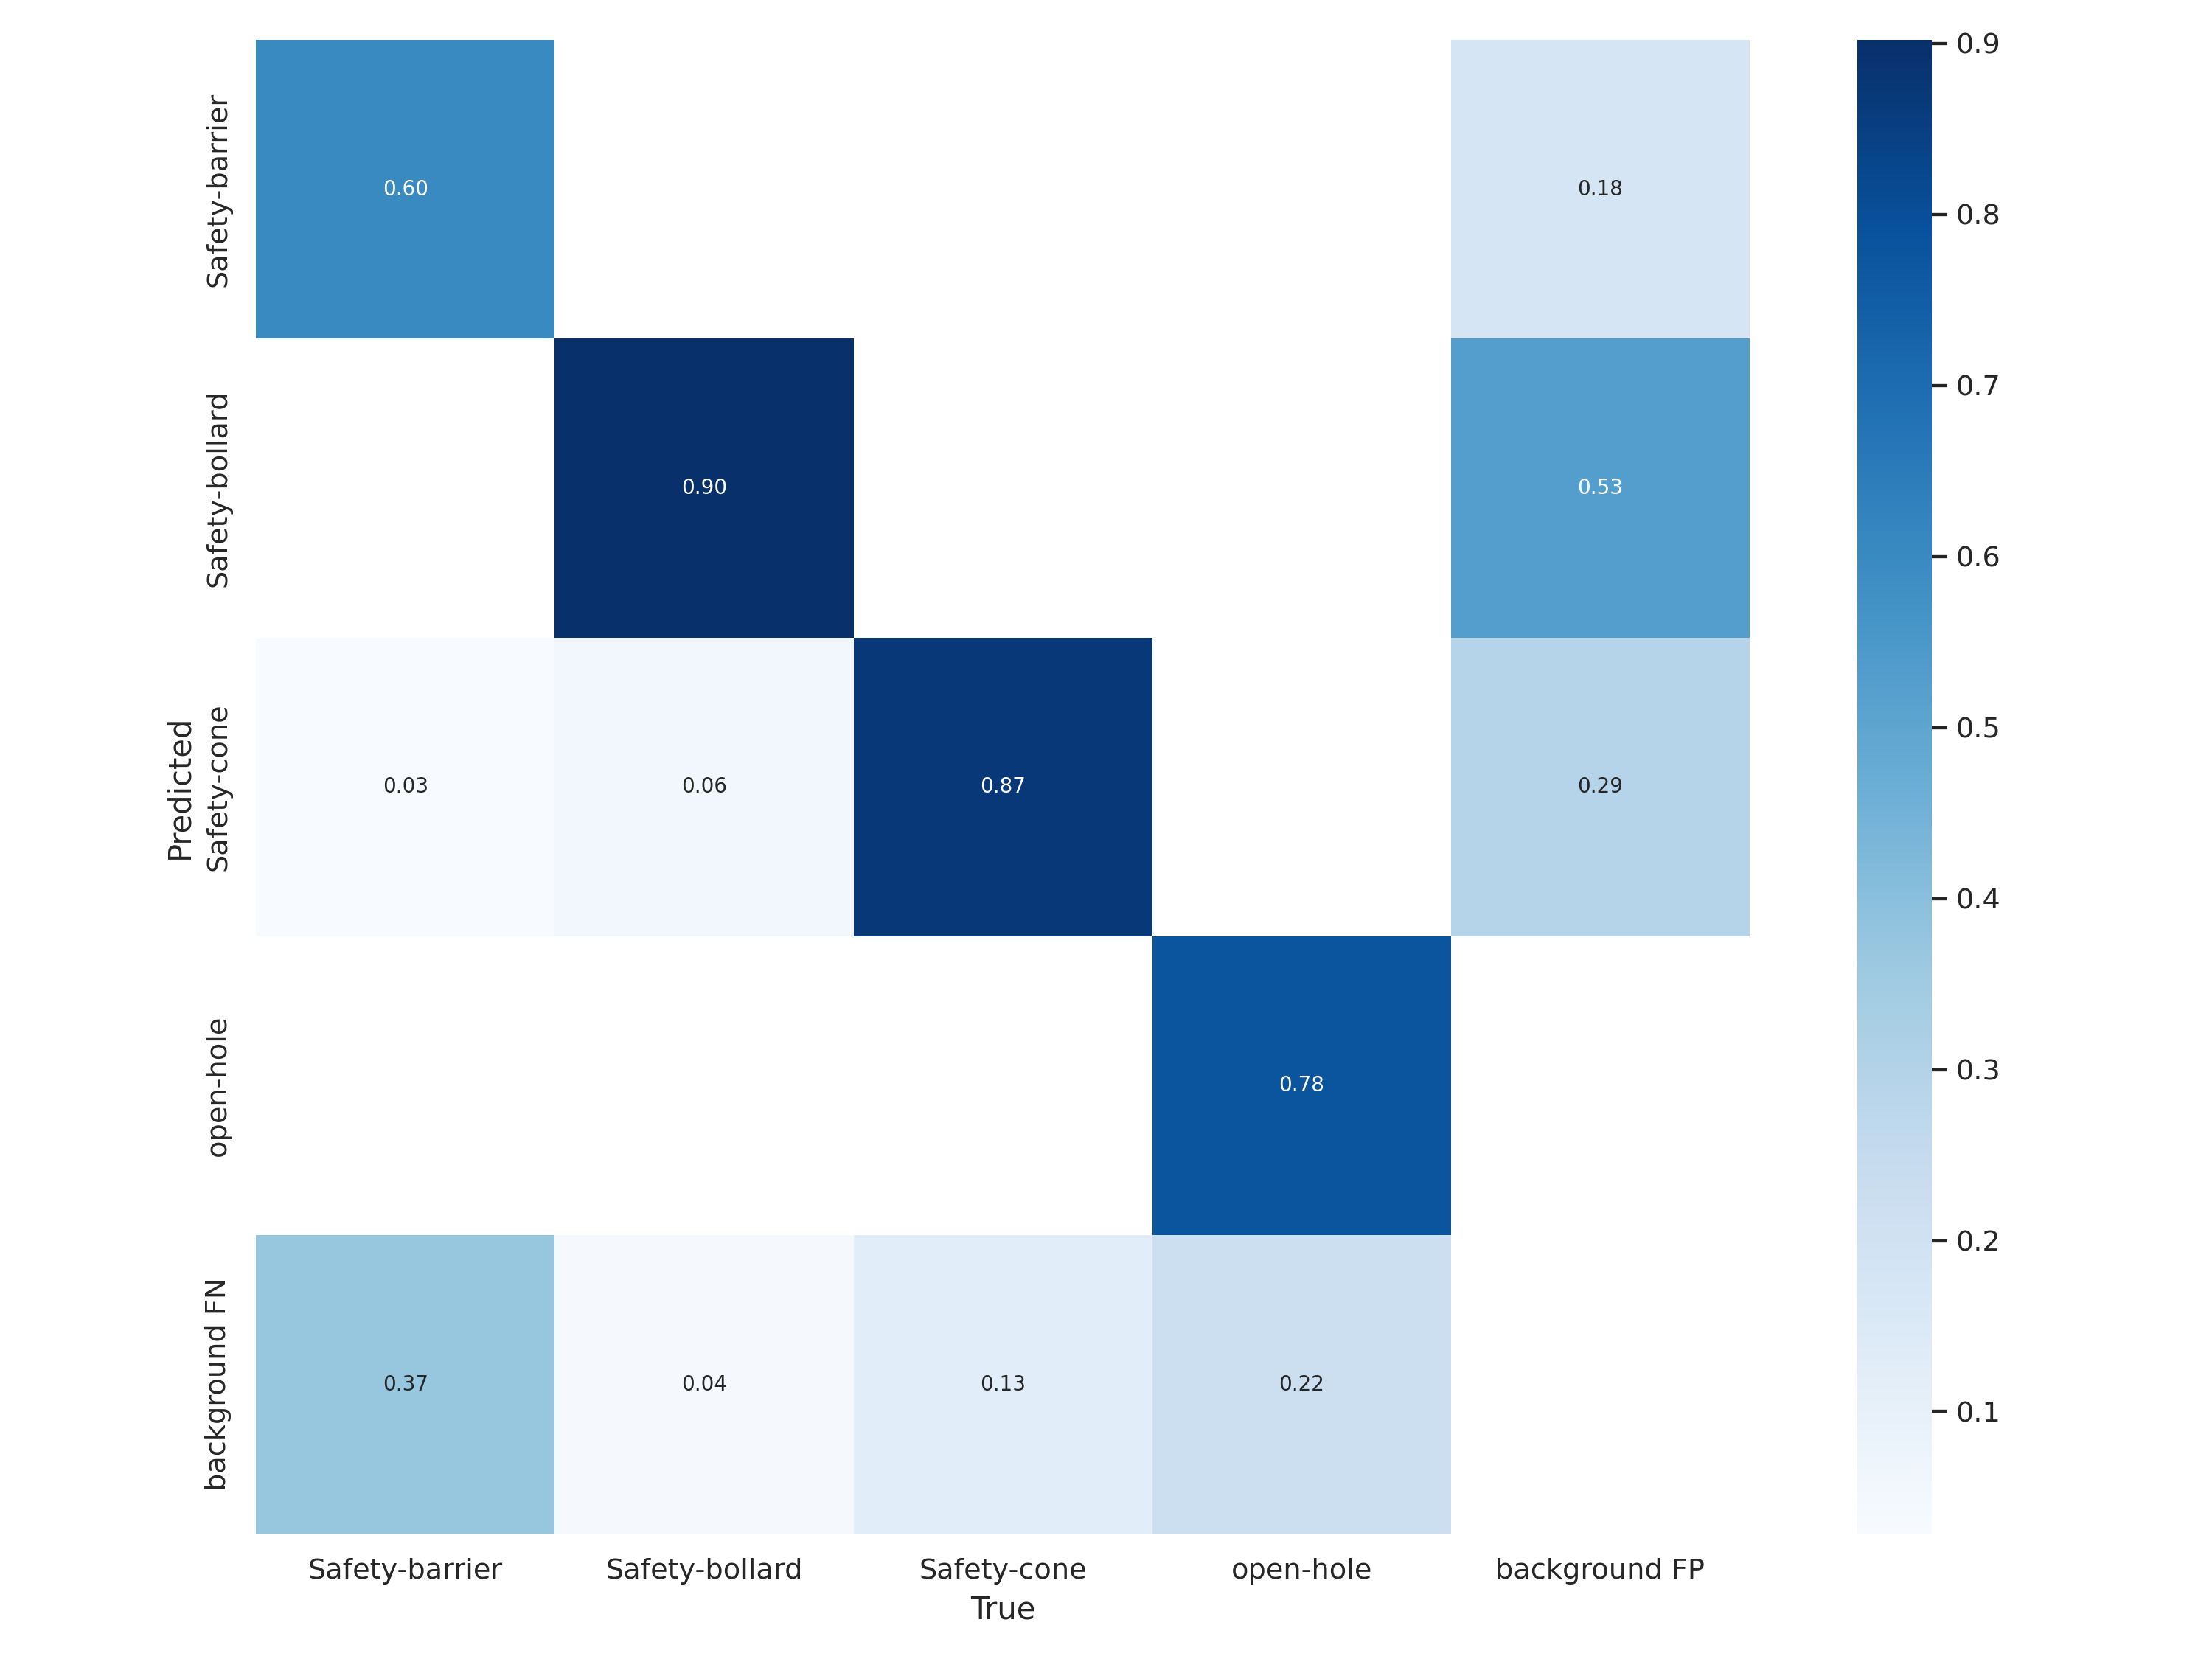 Predicted
Safety-barrier
0.60
0.18
Safety-bollard
0.90
0.53
Safety-cone
0.03
0.06
0.87
0.29
open-hole
0.78
background FN
0.37
0.04
0.13
0.22
Safety-barrier
Safety-bollard
Safety-cone
open-hole
background FP
True
0.9
0.8
0.7
0.6
0.5
0.4
0.3
0.2
0.1